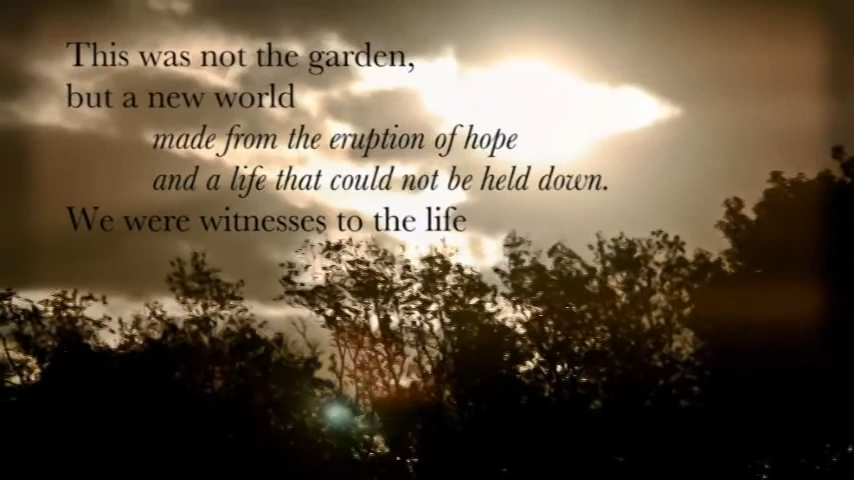 This was not the garden,
but a new world
made from the eruption of hope
and a life that could not be held down.
We were witnesses to the life